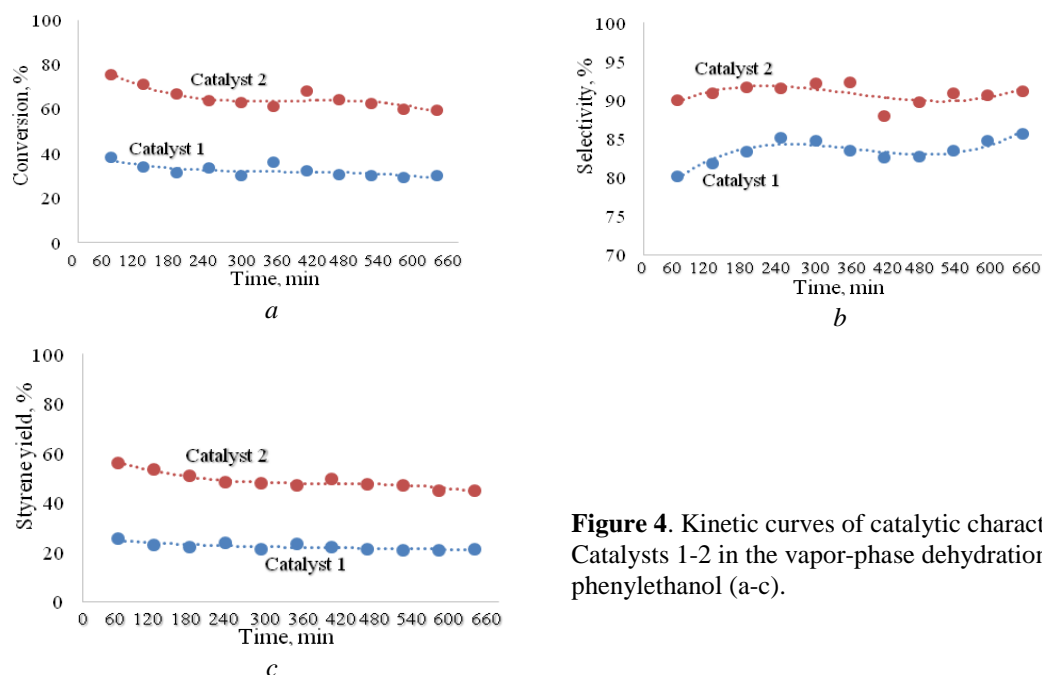 100
80
60
40
20
0
Conversion, %
Catalyst 2
Catalyst 1
0 60 120 180 240 300 360 420 480 540 600 660
Time, min
a
100
95
90
85
80
75
70
Selectivity, %
Catalyst 2
Catalyst 1
0 60 120 180 240 300 360 420 480 540 600 660
Time, min
b
100
80
60
40
20
0
Styrene yield, %
Catalyst 2
Catalyst 1
0 60 120 180 240 300 360 420 480 540 600 660
Time, min
c
Figure 4. Kinetic curves of catalytic charact
Catalysts 1-2 in the vapor-phase dehydration
phenylethanol (a-c).